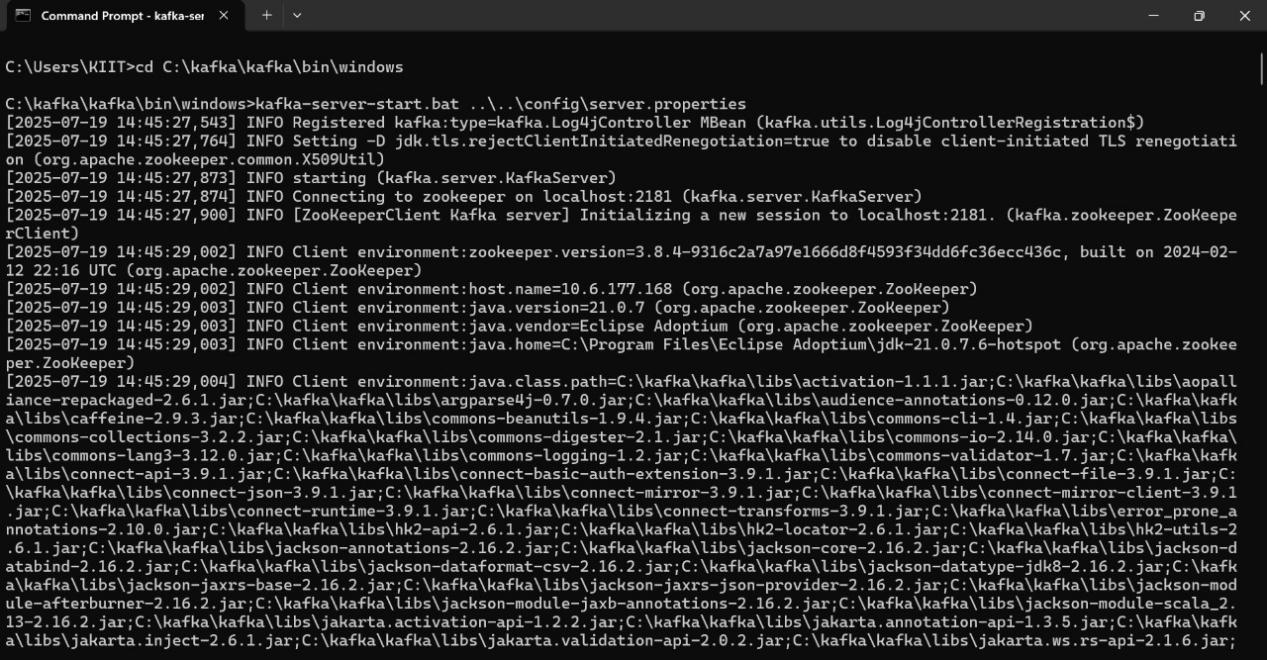 Command Prompt - kafka-ser
C:\Users\KIIT>cd C:\kafka\kafka\bin\windows
C:\kafka\kafka\bin\windows>kafka-server-start.bat ..\..\config\server.properties
[2025-07-19 14:45:27,543] INFO Registered kafka:type=kafka.Log4jController MBean (kafka.utils.Log4jControllerRegistration$)
[2025-07-19 14:45:27,764] INFO Setting -D jdk.tls.rejectClientInitiatedRenegotiation=true to disable client-initiated TLS renegotiati
on (org.apache.zookeeper.common.X509Util)
[2025-07-19 14:45:27,873] INFO starting (kafka.server.KafkaServer)
[2025-07-19 14:45:27,874] INFO Connecting to zookeeper on localhost:2181 (kafka.server.KafkaServer)
[2025-07-19 14:45:27,900] INFO [ZooKeeperClient Kafka server] Initializing a new session to localhost:2181. (kafka.zookeeper.ZooKeepe
rClient)
[2025-07-19 14:45:29,002] INFO Client environment:zookeeper.version=3.8.4-9316c2a7a97e1666d8f4593f34dd6fc36ecc436c, built on 2024-02-
12 22:16 UTC (org.apache.zookeeper.ZooKeeper)
[2025-07-19 14:45:29,002] INFO Client environment:host.name=10.6.177.168 (org.apache.zookeeper.ZooKeeper)
[2025-07-19 14:45:29,003] INFO Client environment:java.version=21.0.7 (org.apache.zookeeper.ZooKeeper)
[2025-07-19 14:45:29,003] INFO Client environment:java.vendor=Eclipse Adoptium (org.apache.zookeeper.ZooKeeper)
[2025-07-19 14:45:29,003] INFO Client environment:java.home=C:\Program Files\Eclipse Adoptium\jdk-21.0.7.6-hotspot (org.apache.zookee
per.ZooKeeper)
[2025-07-19 14:45:29,004] INFO Client environment:java.class.path=C:\kafka\kafka\libs\activation-1.1.1.jar;C:\kafka\kafka\libs\aopall
iance-repackaged-2.6.1.jar;C:\kafka\kafka\libs\argparse4j-0.7.0.jar;C:\kafka\kafka\libs\audience-annotations-0.12.0.jar;C:\kafka\kafk
a\libs\caffeine-2.9.3.jar;C:\kafka\kafka\libs\commons-beanutils-1.9.4.jar;C:\kafka\kafka\libs\commons-cli-1.4.jar;C:\kafka\kafka\libs
\commons-collections-3.2.2.jar;C:\kafka\kafka\libs\commons-digester-2.1.jar;C:\kafka\kafka\libs\commons-io-2.14.0.jar;C:\kafka\kafka\
libs\commons-lang3-3.12.0.jar;C:\kafka\kafka\libs\commons-logging-1.2.jar;C:\kafka\kafka\libs\commons-validator-1.7.jar;C:\kafka\kafk
a\libs\connect-api-3.9.1.jar;C:\kafka\kafka\libs\connect-basic-auth-extension-3.9.1.jar;C:\kafka\kafka\libs\connect-file-3.9.1.jar;C:
\kafka\kafka\libs\connect-json-3.9.1.jar;C:\kafka\kafka\libs\connect-mirror-3.9.1.jar;C:\kafka\kafka\libs\connect-mirror-client-3.9.1
.jar;C:\kafka\kafka\libs\connect-runtime-3.9.1.jar;C:\kafka\kafka\libs\connect-transforms-3.9.1.jar;C:\kafka\kafka\libs\error_prone_a
nnotations-2.10.0.jar;C:\kafka\kafka\libs\hk2-api-2.6.1.jar;C:\kafka\kafka\libs\hk2-locator-2.6.1.jar;C:\kafka\kafka\libs\hk2-utils-2
.6.1.jar;C:\kafka\kafka\libs\jackson-annotations-2.16.2.jar;C:\kafka\kafka\libs\jackson-core-2.16.2.jar;C:\kafka\kafka\libs\jackson-d
atabind-2.16.2.jar;C:\kafka\kafka\libs\jackson-dataformat-csv-2.16.2.jar;C:\kafka\kafka\libs\jackson-datatype-jdk8-2.16.2.jar;C:\kafk
a\kafka\libs\jackson-jaxrs-base-2.16.2.jar;C:\kafka\kafka\libs\jackson-jaxrs-json-provider-2.16.2.jar;C:\kafka\kafka\libs\jackson-mod
ule-afterburner-2.16.2.jar;C:\kafka\kafka\libs\jackson-module-jaxb-annotations-2.16.2.jar;C:\kafka\kafka\libs\jackson-module-scala_2.
13-2.16.2.jar;C:\kafka\kafka\libs\jakarta.activation-api-1.2.2.jar;C:\kafka\kafka\libs\jakarta.annotation-api-1.3.5.jar;C:\kafka\kafk
a\libs\jakarta.inject-2.6.1.jar;C:\kafka\kafka\libs\jakarta.validation-api-2.0.2.jar;C:\kafka\kafka\libs\jakarta.ws.rs-api-2.1.6.jar;